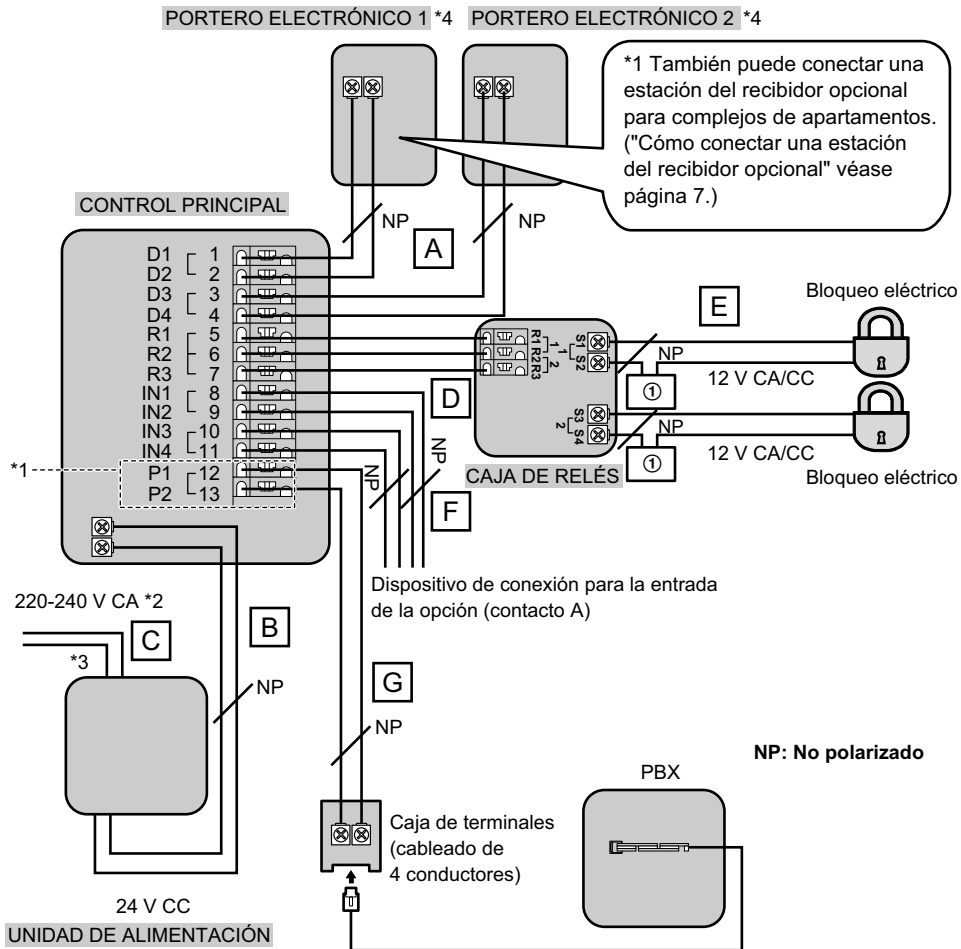 PORTERO ELECTRÓNICO 1 *4
PORTERO ELECTRÓNICO 2 *4
*1 También puede conectar una
estación del recibidor opcional
para complejos de apartamentos.
("Cómo conectar una estación
del recibidor opcional" véase
página 7.)
CONTROL PRINCIPAL
NP
A
NP
D1 1
D2 2
D3 3
D4 4
R1 5
R2 6
R3 7
IN1 8
IN2 9
IN3 10
IN4 11
P1 12
P2 13
*1
R1 1
R2 2
R3
1 S1
S2
2 S3
S4
D
CAJA DE RELÉS
E
Bloqueo eléctrico
NP
①
12 V CA/CC
NP
①
12 V CA/CC
Bloqueo eléctrico
NP
NP
F
Dispositivo de conexión para la entrada
de la opción (contacto A)
220-240 V CA *2
C
*3
B
NP
G
NP
NP: No polarizado
PBX
Caja de terminales
(cableado de
4 conductores)
24 V CC
UNIDAD DE ALIMENTACIÓN